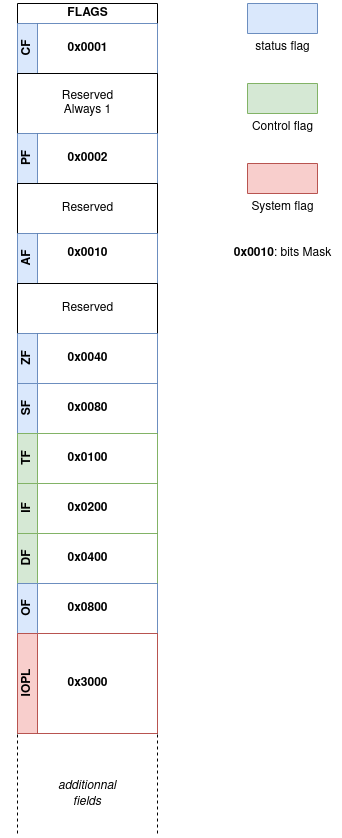 FLAGS
CF
0x0001
Reserved
Always 1
PF
0x0002
Reserved
AF
0x0010
Reserved
ZF
0x0040
SF
0x0080
TF
0x0100
IF
0x0200
DF
0x0400
OF
0x0800
IOPL
0x3000
additionnal
fields
status flag
Control flag
System flag
0x0010: bits Mask